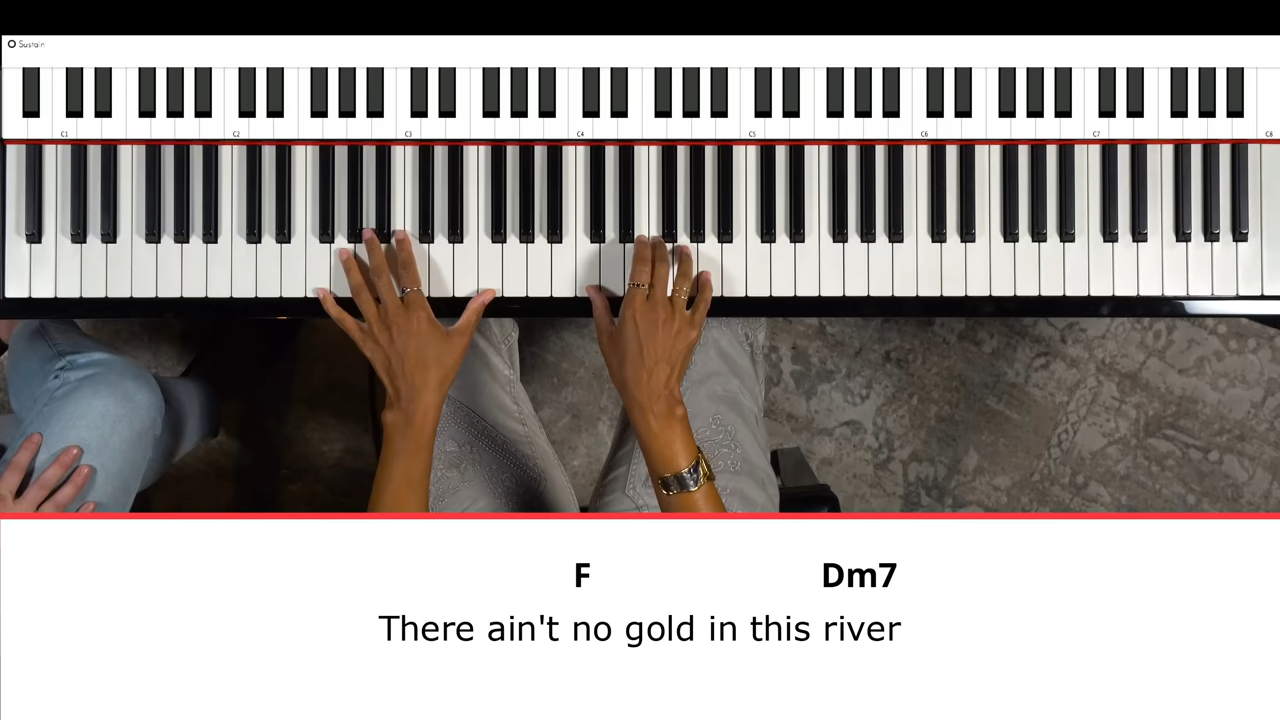 Sustain
C1 C2 C3 C4 C5 C6 C7 C8
F Dm7
There ain't no gold in this river